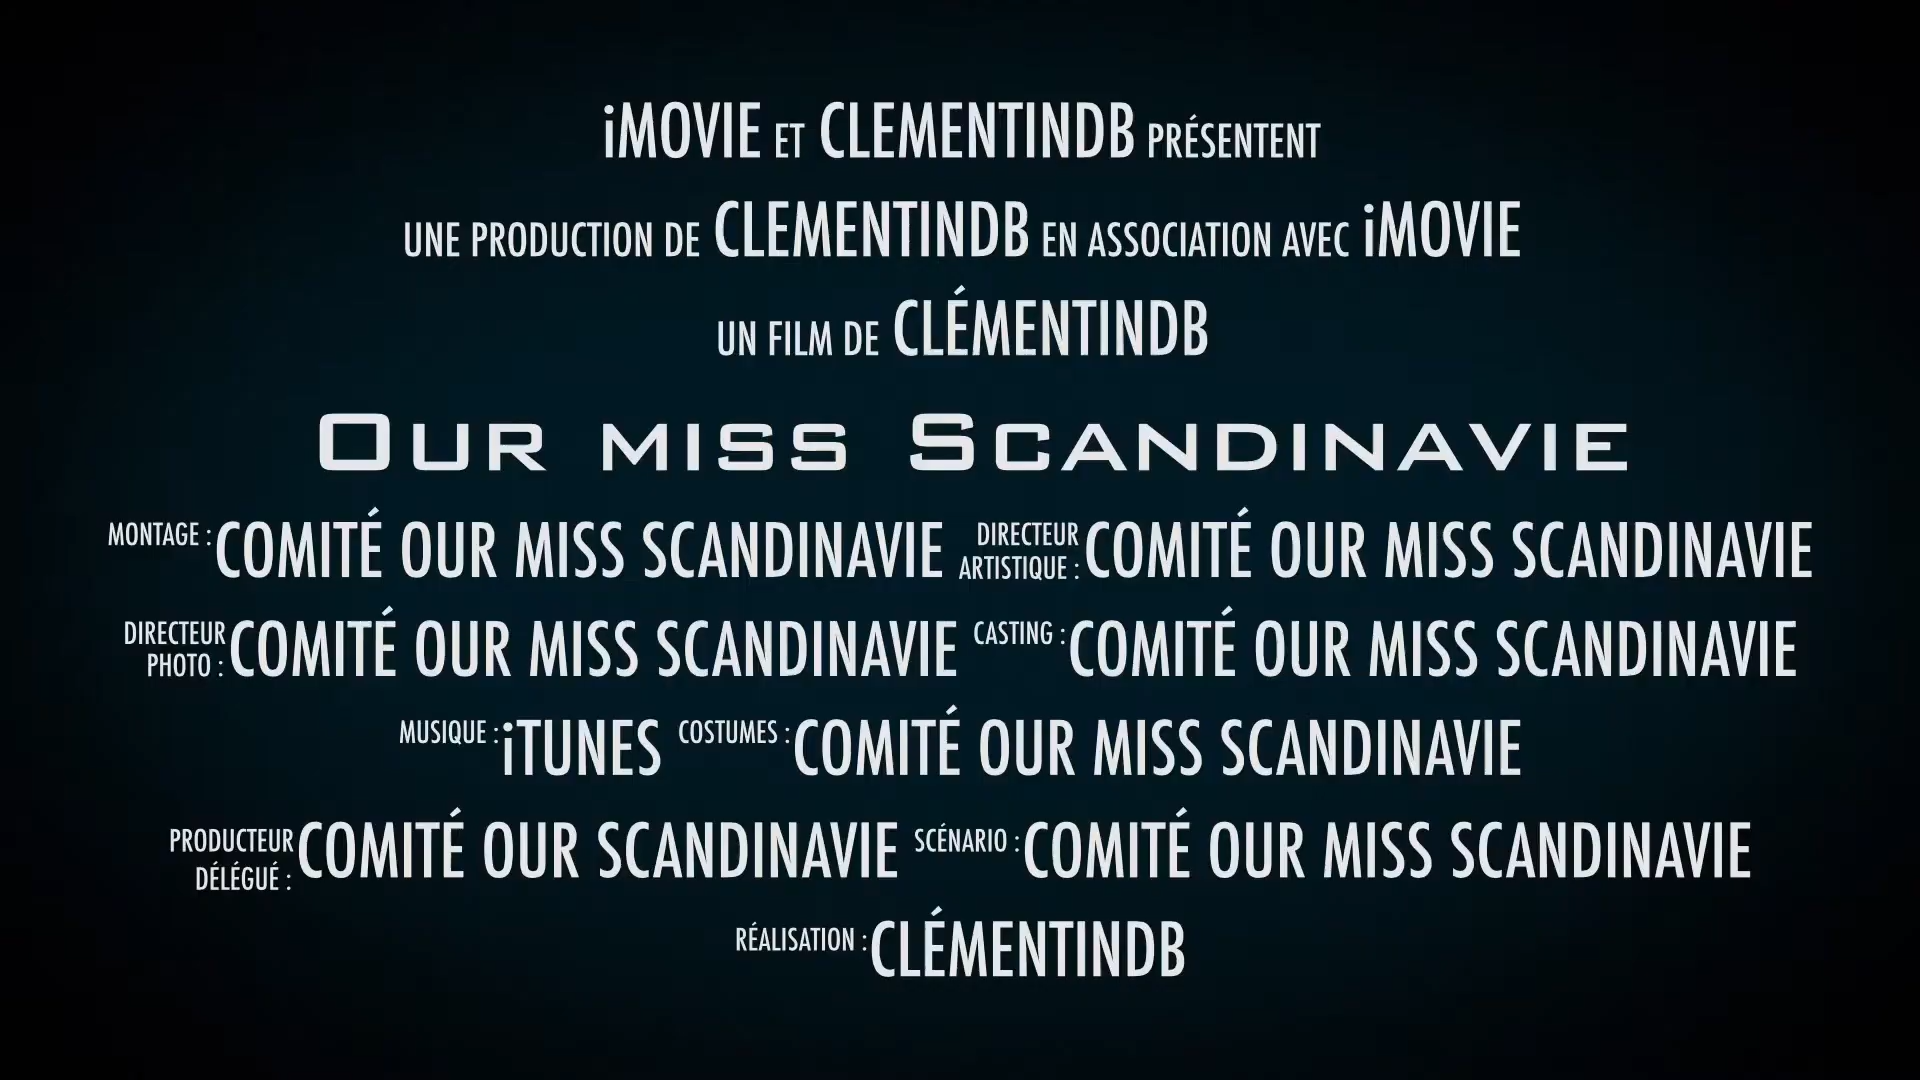 iMOVIE ET CLEMENTINDB PRÉSENTENT
UNE PRODUCTION DE CLEMENTINDB EN ASSOCIATION AVEC iMOVIE
UN FILM DE CLÉMENTINDB
OUR MISS SCANDINAVIE
MONTAGE : COMITÉ OUR MISS SCANDINAVIE DIRECTEUR ARTISTIQUE : COMITÉ OUR MISS SCANDINAVIE
DIRECTEUR PHOTO : COMITÉ OUR MISS SCANDINAVIE CASTING : COMITÉ OUR MISS SCANDINAVIE
MUSIQUE : iTUNES COSTUMES : COMITÉ OUR MISS SCANDINAVIE
PRODUCTEUR DÉLÉGUÉ : COMITÉ OUR SCANDINAVIE SCÉNARIO : COMITÉ OUR MISS SCANDINAVIE
RÉALISATION : CLÉMENTINDB